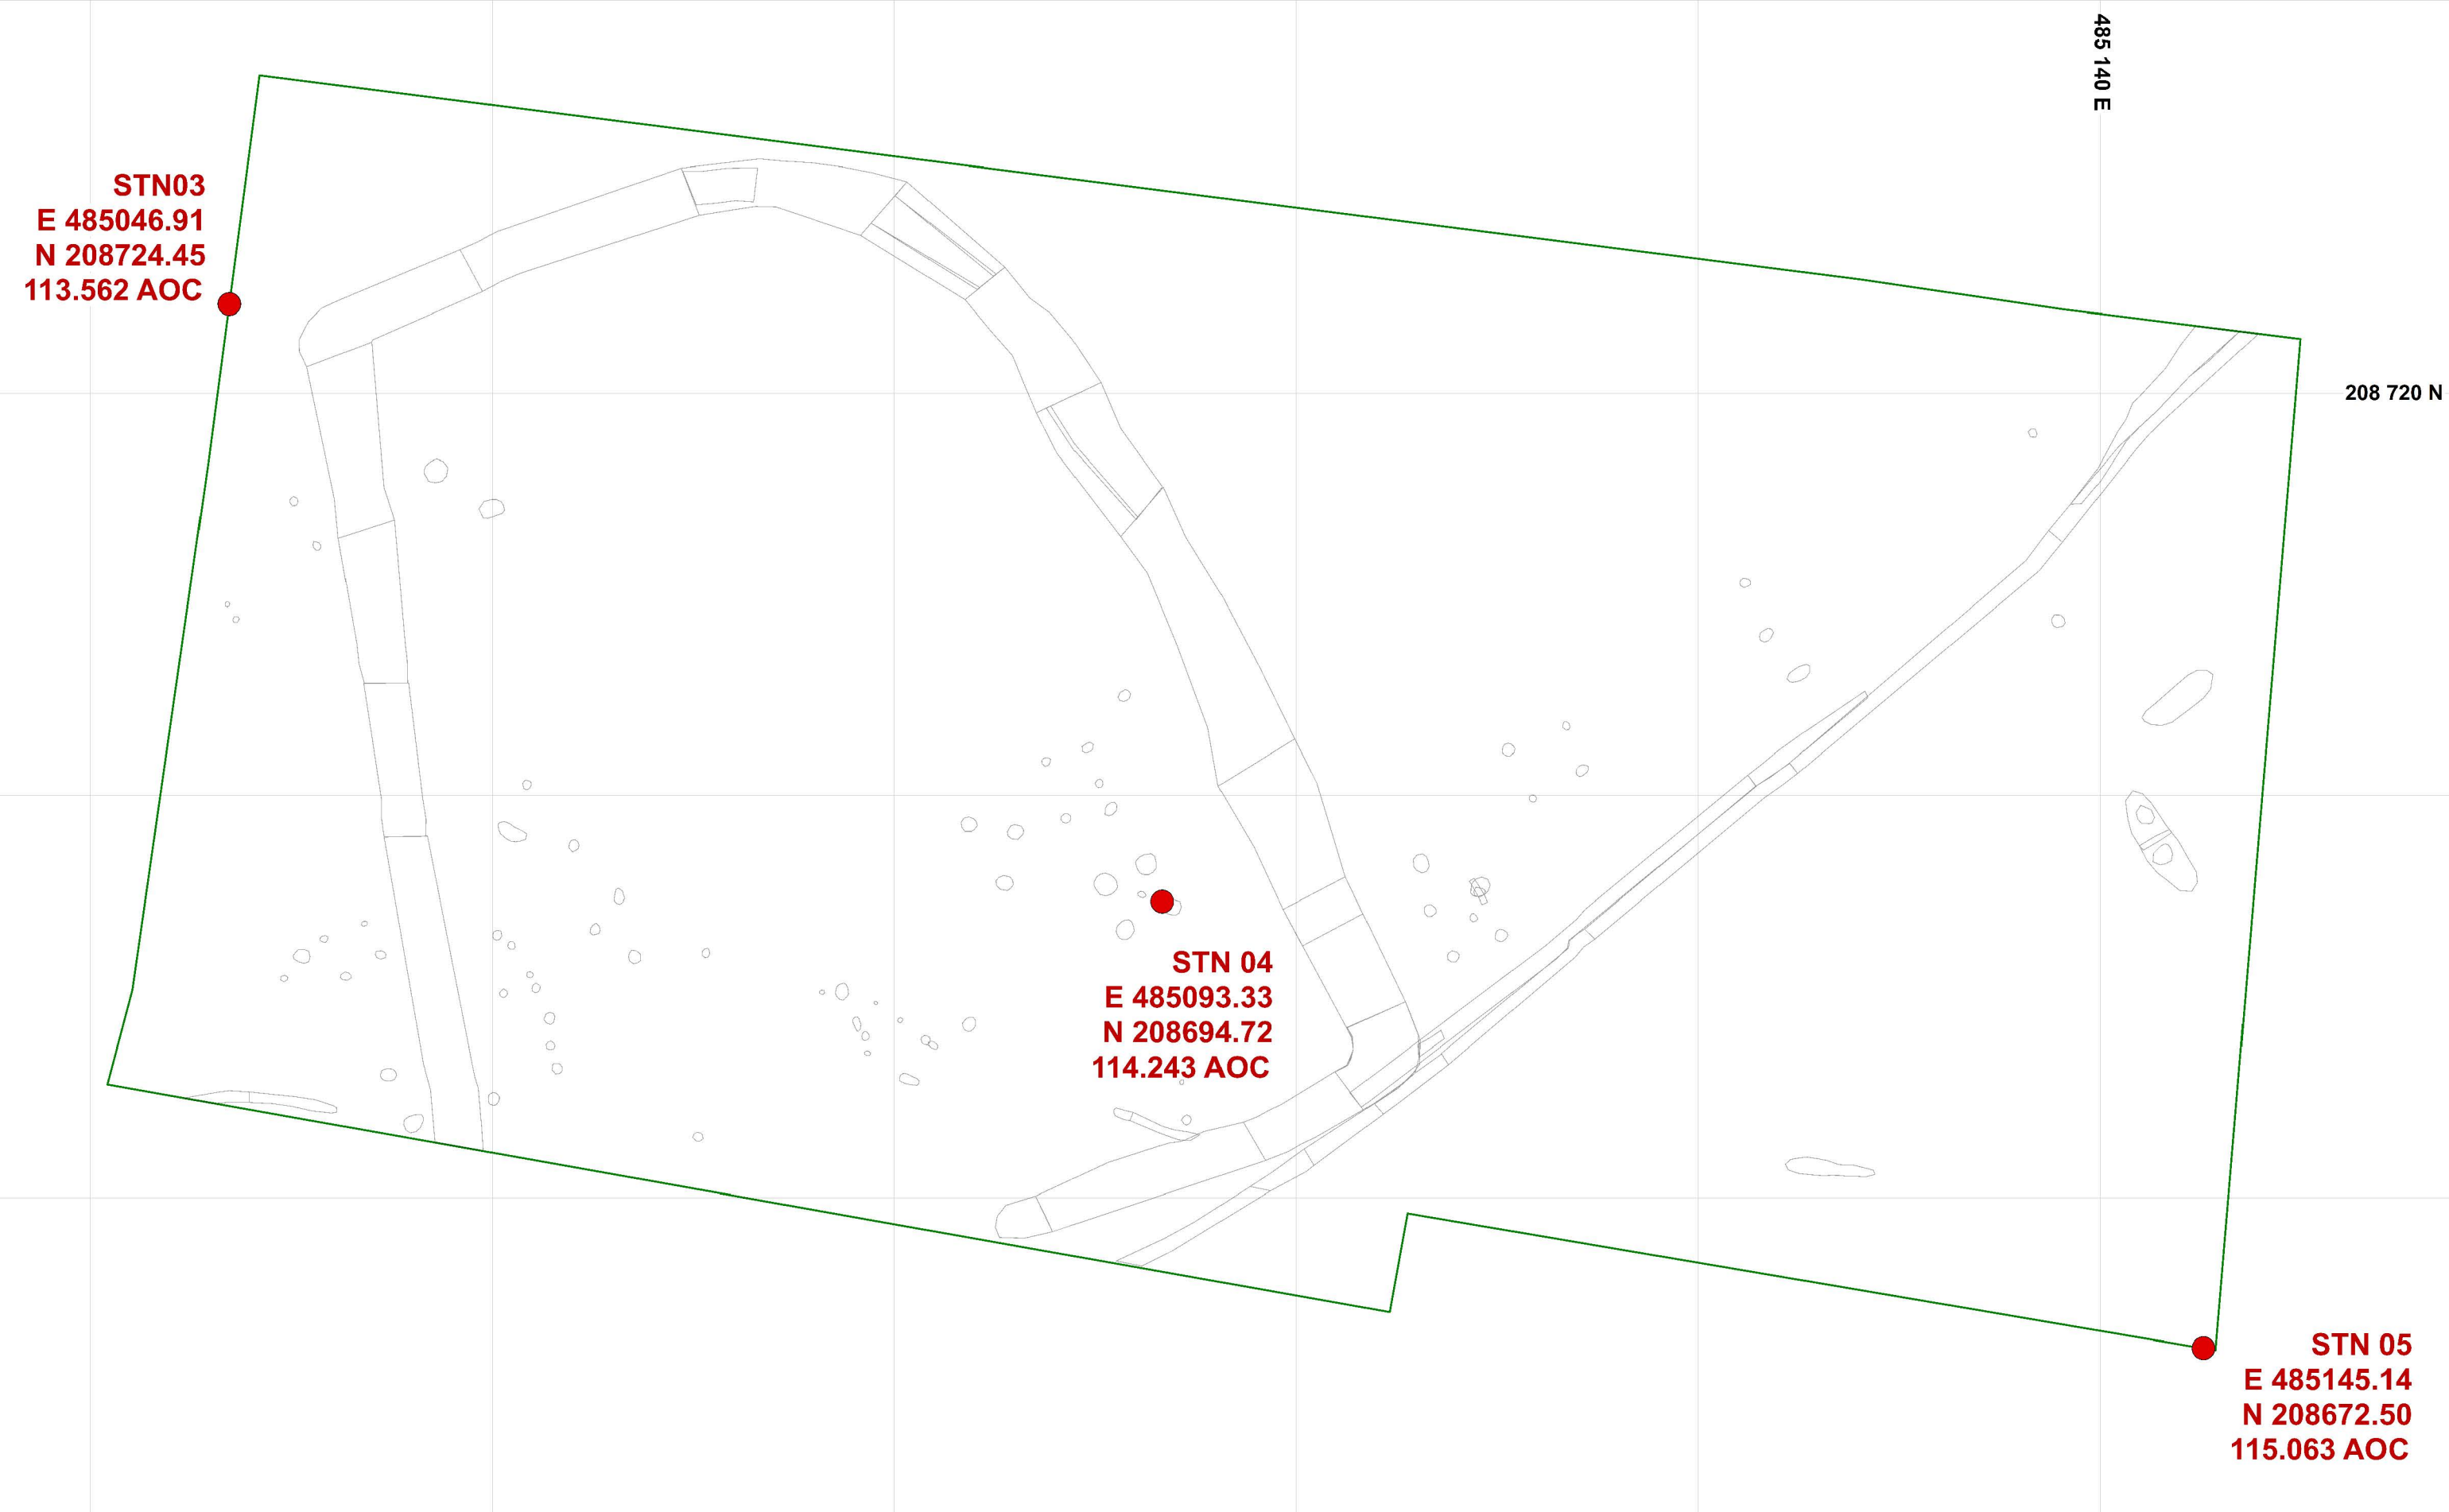 485 140 E
STN03
E 485046.91
N 208724.45
113.562 AOC
208 720 N
STN 04
E 485093.33
N 208694.72
114.243 AOC
STN 05
E 485145.14
N 208672.50
115.063 AOC